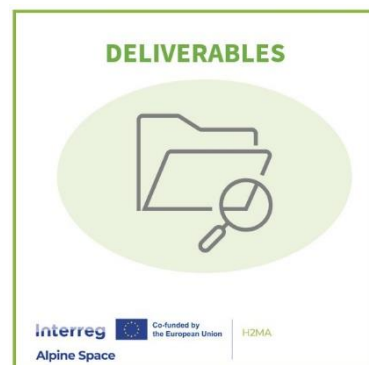 DELIVERABLES
Interreg
Co-funded by
the European Union
H2MA
Alpine Space